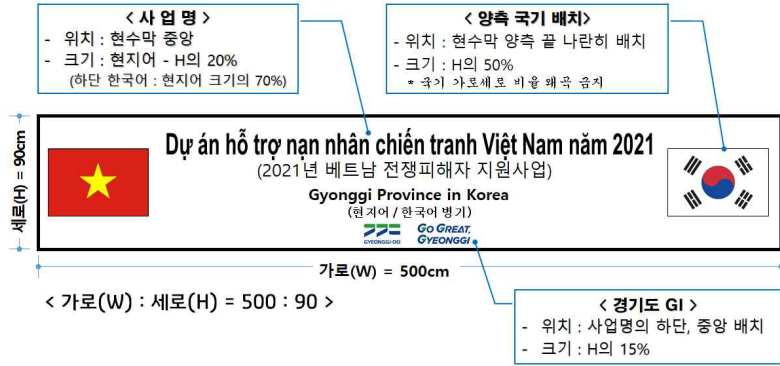 < 사 업 명 >
- 위치 : 현수막 중앙
- 크기 : 현지어 - H의 20%
(하단 한국어 : 현지어 크기의 70%)
< 양측 국기 배치>
- 위치 : 현수막 양측 끝 나란히 배치
- 크기 : H의 50%
* 국기 가로세로 비율 왜곡 금지
세로(H) = 90cm
Dự án hỗ trợ nạn nhân chiến tranh Việt Nam năm 2021
(2021년 베트남 전쟁피해자 지원사업)
Gyonggi Province in Korea
(현지어 / 한국어 병기)
GYEONGGI-DO
GO GREAT,
GYEONGGI
가로(W) = 500cm
< 가로(W) : 세로(H) = 500 : 90 >
< 경기도 GI >
- 위치 : 사업명의 하단, 중앙 배치
- 크기 : H의 15%